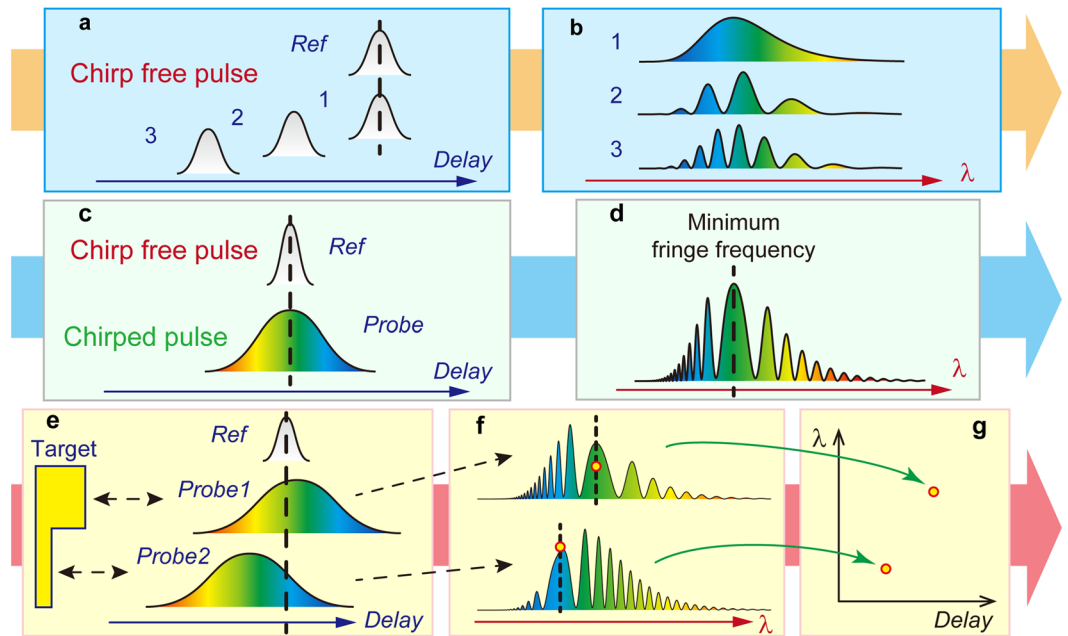 a
Ref
Chirp free pulse
1
2
3
Delay
b
1
2
3
λ
c
Chirp free pulse
Ref
Chirped pulse
Probe
Delay
d
Minimum
fringe frequency
λ
e
Ref
Target
Probe1
Probe2
Delay
f
λ
g
λ
Delay